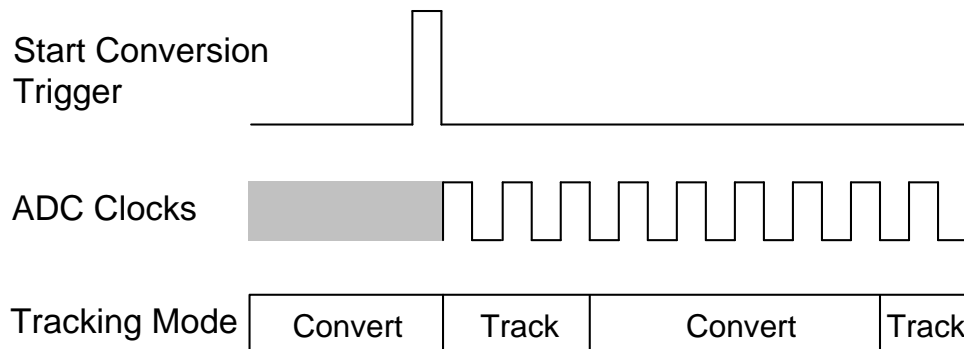 Start Conversion
Trigger
ADC Clocks
Tracking Mode
Convert
Track
Convert
Track